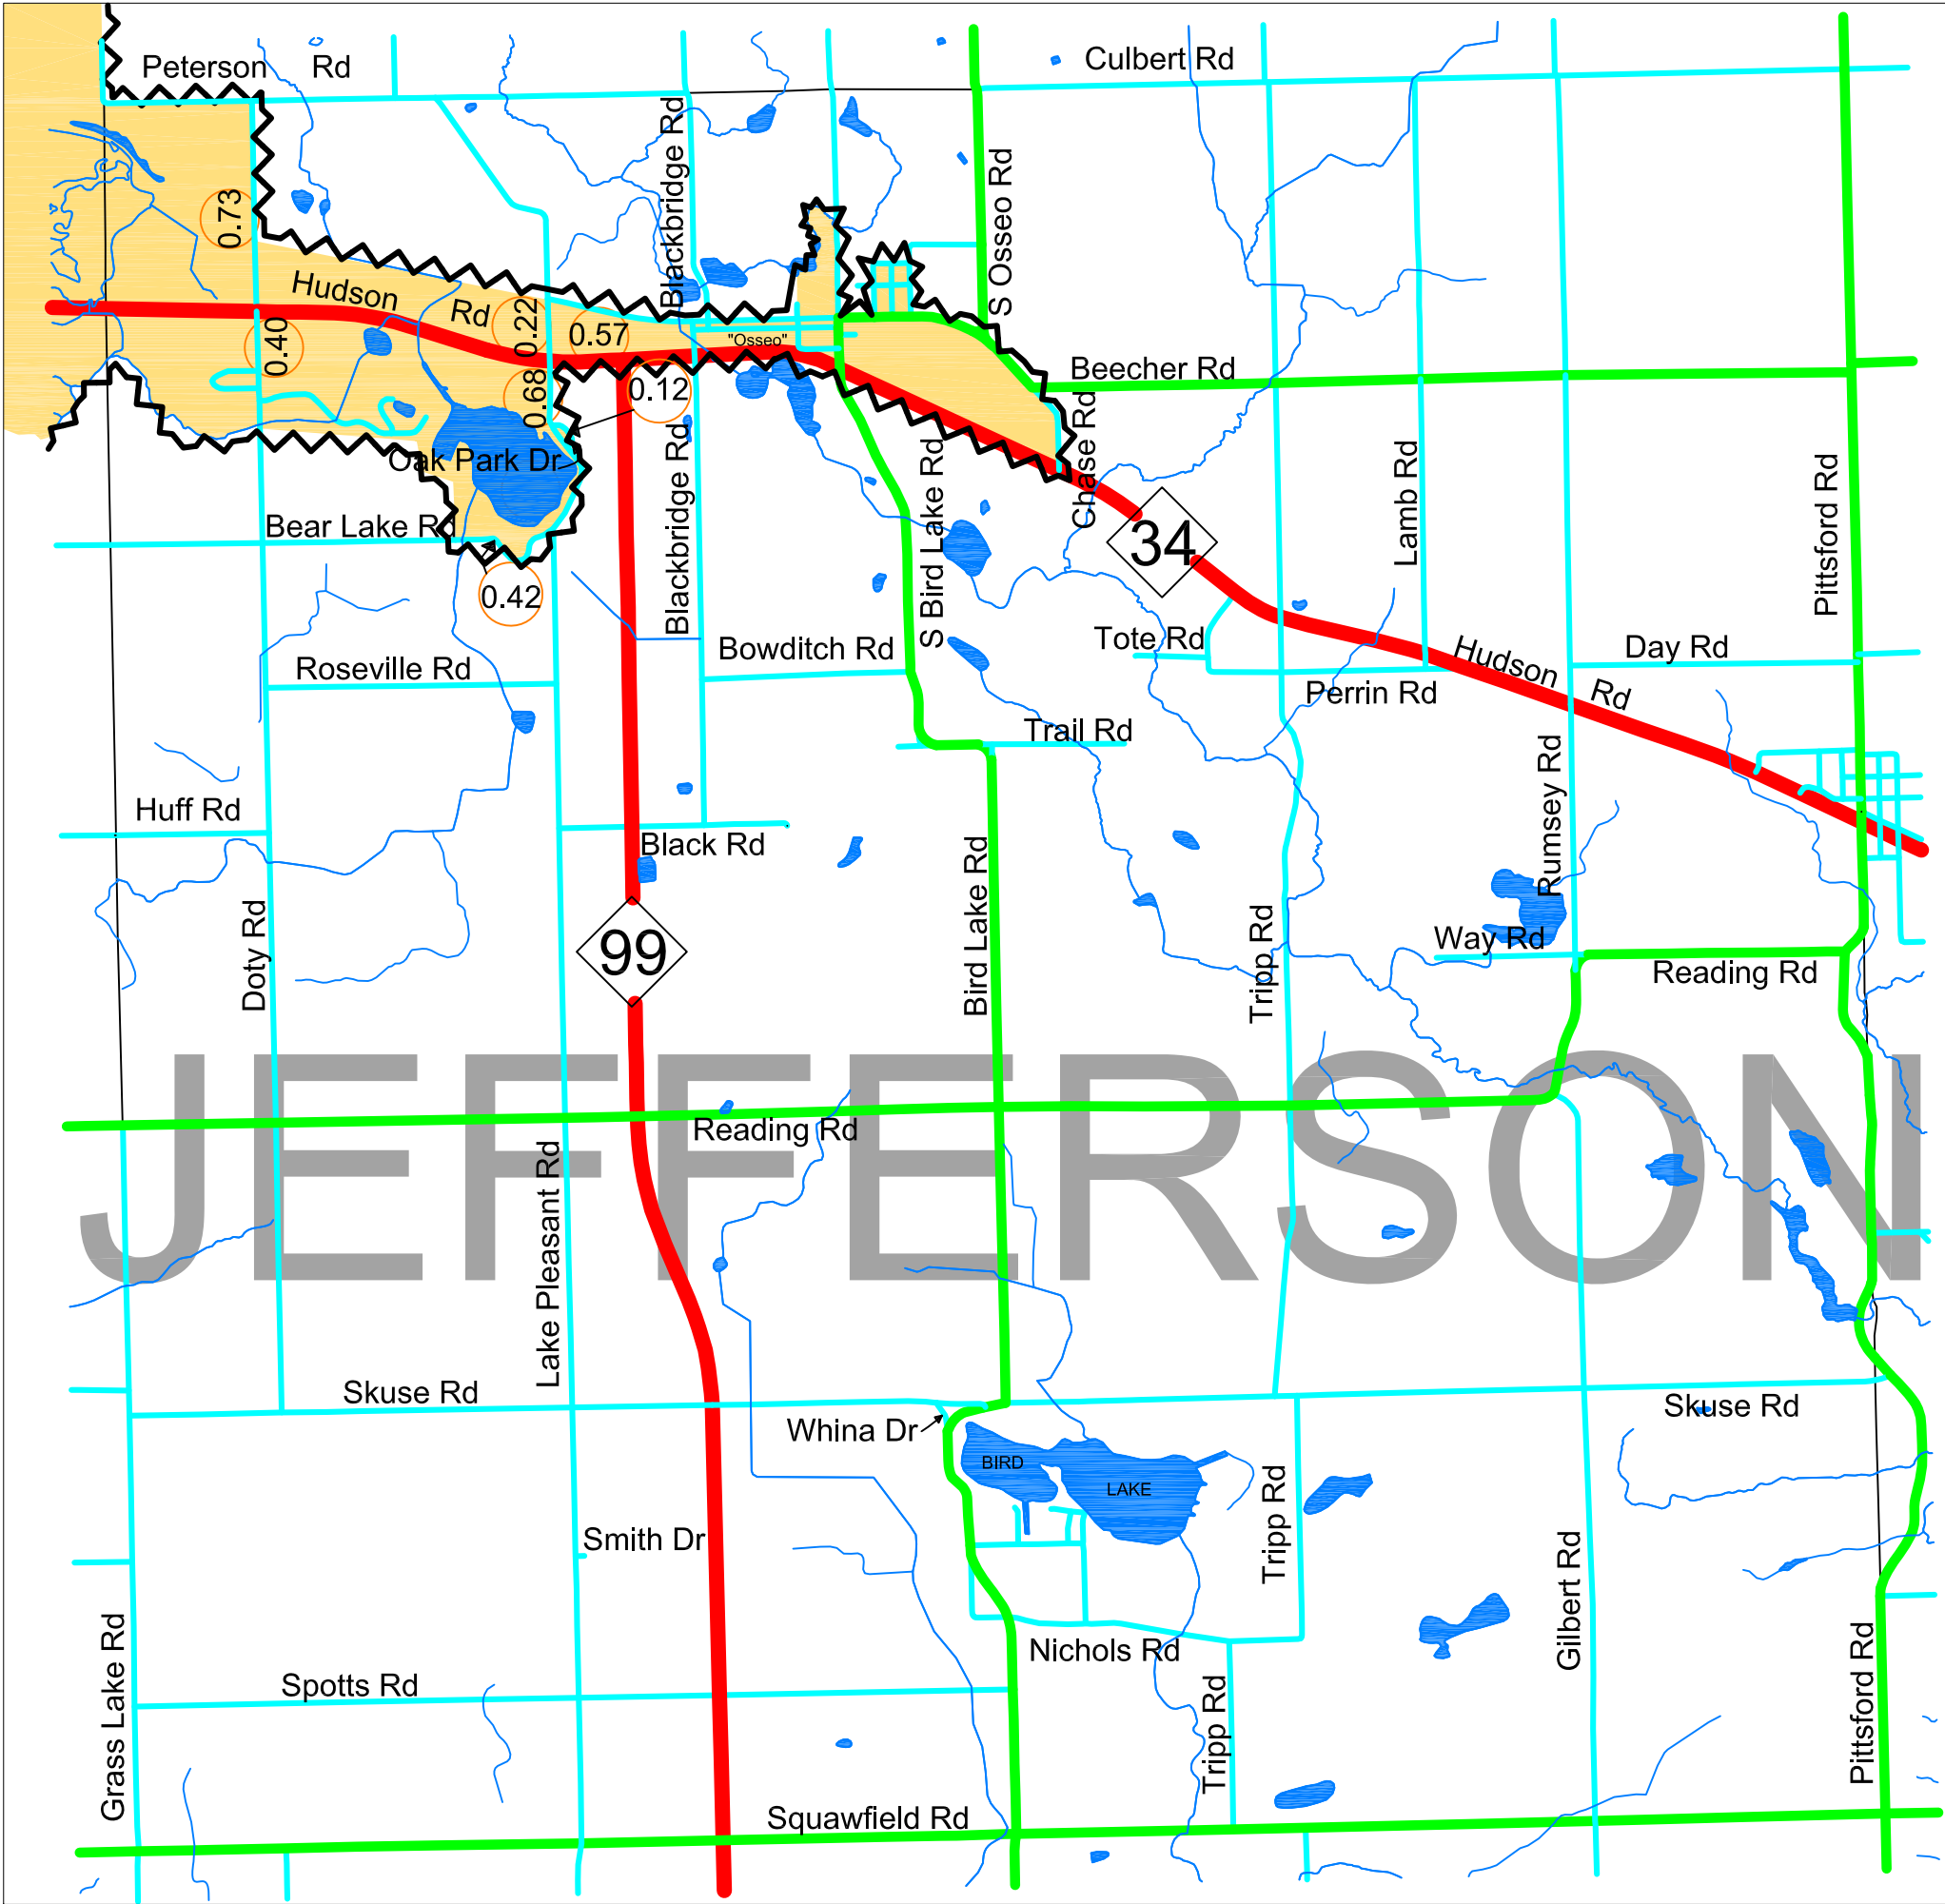 Peterson Rd
Culbert Rd
Blackbridge Rd
S Osseo Rd
0.73
Hudson Rd
0.40
0.22
0.57
"Osseo"
0.68
0.12
Beecher Rd
Chase Rd
Oak Park Dr
Bear Lake Rd
0.42
Blackbridge Rd
S Bird Lake Rd
34
Lamb Rd
Pittsford Rd
Roseville Rd
Bowditch Rd
Tote Rd
Perrin Rd
Hudson Rd
Day Rd
Trail Rd
Huff Rd
Black Rd
Rumsey Rd
Doty Rd
99
Bird Lake Rd
Tripp Rd
Way Rd
Reading Rd
JEFFERSON
Reading Rd
Lake Pleasant Rd
Skuse Rd
Skuse Rd
Whina Dr
BIRD
LAKE
Smith Dr
Tripp Rd
Gilbert Rd
Grass Lake Rd
Nichols Rd
Spotts Rd
Tripp Rd
Pittsford Rd
Squawfield Rd